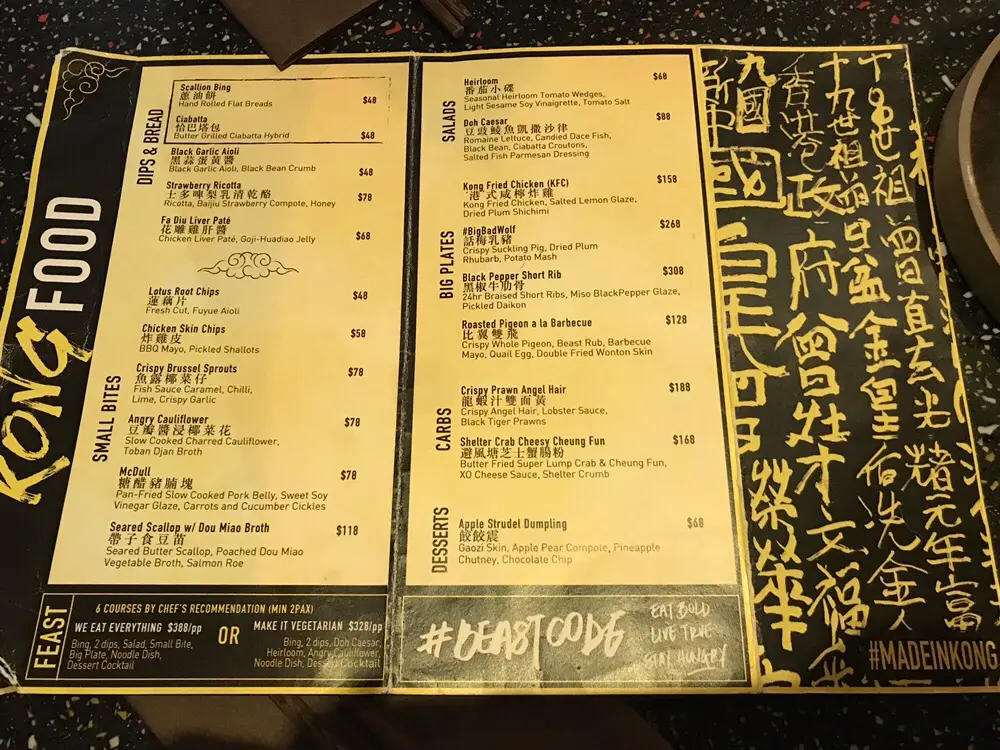 KONG FOOD
DIPS & BREAD
Scallion Bing
蔥油餅
Hand Rolled Flat Breads
$48
Ciabatta
恰巴塔包
Butter Grilled Ciabatta Hybrid
$48
Black Garlic Aioli
黑蒜蛋黃醬
Black Garlic Aioli, Black Bean Crumb
$48
Strawberry Ricotta
士多啤梨乳清乾酪
Ricotta, Baijiu Strawberry Compote, Honey
$78
Fa Diu Liver Paté
花雕雞肝醬
Chicken Liver Paté, Goji-Huadiao Jelly
$68
SMALL BITES
Lotus Root Chips
蓮藕片
Fresh Cut, Fuyue Aioli
$48
Chicken Skin Chips
炸雞皮
BBQ Mayo, Pickled Shallots
$58
Crispy Brussel Sprouts
魚露椰菜仔
Fish Sauce Caramel, Chilli,
Lime, Crispy Garlic
$78
Angry Cauliflower
豆瓣醬浸椰菜花
Slow Cooked Charred Cauliflower,
Toban Djan Broth
$78
McDull
糖醋豬腩塊
Pan-Fried Slow Cooked Pork Belly, Sweet Soy
Vinegar Glaze, Carrots and Cucumber Cickles
$78
Seared Scallop w/ Dou Miao Broth
帶子食豆苗
Seared Butter Scallop, Poached Dou Miao
Vegetable Broth, Salmon Roe
$118
FEAST
6 COURSES BY CHEF'S RECOMMENDATION (MIN 2PAX)
WE EAT EVERYTHING $388/pp
Bing, 2 dips, Salad, Small Bite,
Big Plate, Noodle Dish,
Dessert Cocktail
OR
MAKE IT VEGETARIAN $328/pp
Bing, 2 dips, Doh Caesar,
Heirloom, Angry Cauliflower,
Noodle Dish, Dessert Cocktail
SALADS
Heirloom
番茄小碟
Seasonal Heirloom Tomato Wedges,
Light Sesame Soy Vinaigrette, Tomato Salt
$68
Doh Caesar
豆豉鯪魚凱撒沙律
Romaine Lettuce, Candied Dace Fish,
Black Bean, Ciabatta Croutons,
Salted Fish Parmesan Dressing
$88
BIG PLATES
Kong Fried Chicken (KFC)
港式咸檸炸雞
Kong Fried Chicken, Salted Lemon Glaze,
Dried Plum Shichimi
$158
#BigBadWolf
話梅乳豬
Crispy Suckling Pig, Dried Plum
Rhubarb, Potato Mash
$268
Black Pepper Short Rib
黑椒牛肋骨
24hr Braised Short Ribs, Miso BlackPepper Glaze,
Pickled Daikon
$308
Roasted Pigeon a la Barbecue
比翼雙飛
Crispy Whole Pigeon, Beast Rub, Barbecue
Mayo, Quail Egg, Double Fried Wonton Skin
$128
CARBS
Crispy Prawn Angel Hair
龍蝦汁雙面黃
Crispy Angel Hair, Lobster Sauce,
Black Tiger Prawns
$188
Shelter Crab Cheesy Cheung Fun
避風塘芝士蟹腸粉
Butter Fried Super Lump Crab & Cheung Fun,
XO Cheese Sauce, Shelter Crumb
$168
DESSERTS
Apple Strudel Dumpling
餃餃震
Gaozi Skin, Apple Pear Compote, Pineapple
Chutney, Chocolate Chip
$68
#BEASTCODE
EAT BOLD
LIVE TRUE
STAY HUNGRY
九國
國皇
香港政府曾
榮華
文福
#MADEINKONG